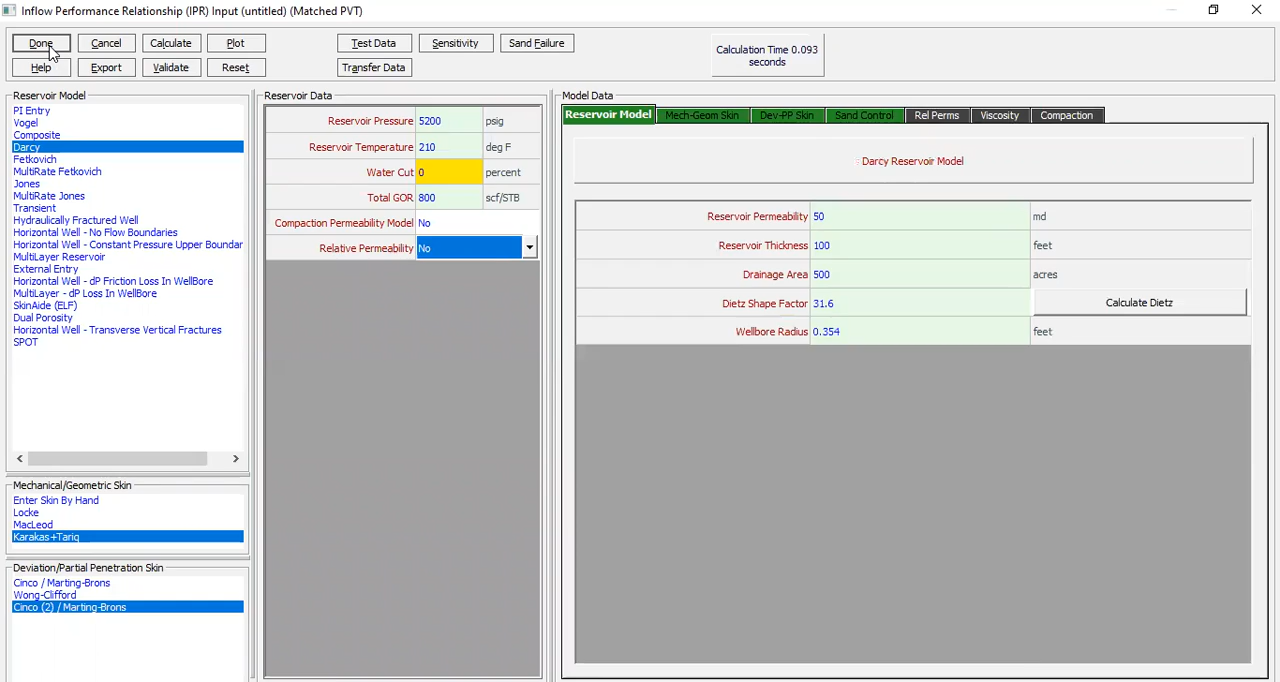 Inflow Performance Relationship (IPR) Input (untitled) (Matched PVT)
Done Cancel Calculate Plot Test Data Sensitivity Sand Failure
Help Export Validate Reset Transfer Data
Calculation Time 0.093
seconds
Reservoir Model
PI Entry
Vogel
Composite
Darcy
Fetkovich
MultiRate Fetkovich
Jones
MultiRate Jones
Transient
Hydraulically Fractured Well
Horizontal Well - No Flow Boundaries
Horizontal Well - Constant Pressure Upper Boundar
MultiLayer Reservoir
External Entry
Horizontal Well - dP Friction Loss In WellBore
MultiLayer - dP Loss In WellBore
SkinAide (ELF)
Dual Porosity
Horizontal Well - Transverse Vertical Fractures
SPOT
Mechanical/Geometric Skin
Enter Skin By Hand
Locke
MacLeod
Karakas+Tariq
Deviation/Partial Penetration Skin
Cinco / Marting-Brons
Wong-Clifford
Cinco (2) / Marting-Brons
Reservoir Data
Reservoir Pressure 5200 psig
Reservoir Temperature 210 deg F
Water Cut 0 percent
Total GOR 800 scf/STB
Compaction Permeability Model No
Relative Permeability No
Model Data
Reservoir Model Mech-Geom Skin Dev-PP Skin Sand Control Rel Perms Viscosity Compaction
Darcy Reservoir Model
Reservoir Permeability 50 md
Reservoir Thickness 100 feet
Drainage Area 500 acres
Dietz Shape Factor 31.6 Calculate Dietz
Wellbore Radius 0.354 feet